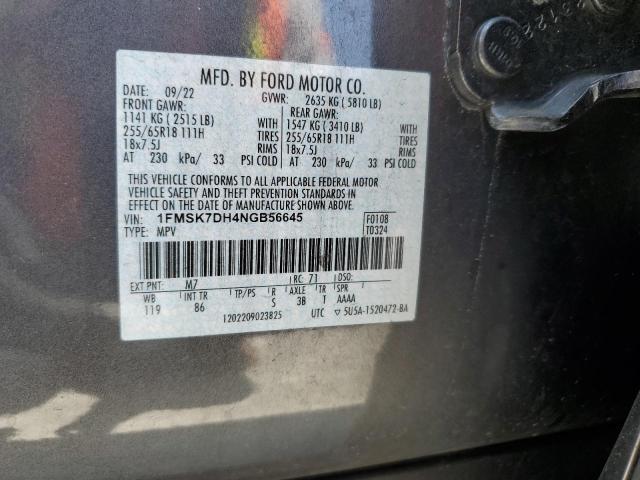 MFD. BY FORD MOTOR CO.
DATE: 09/22 GVWR: 2635 KG ( 5810 LB)
FRONT GAWR: REAR GAWR:
1141 KG ( 2515 LB) WITH 1547 KG ( 3410 LB) WITH
255/65R18 111H TIRES 255/65R18 111H TIRES
18x7.5J RIMS 18x7.5J RIMS
AT 230 kPa/ 33 PSI COLD AT 230 kPa/ 33 PSI COLD
THIS VEHICLE CONFORMS TO ALL APPLICABLE FEDERAL MOTOR
VEHICLE SAFETY AND THEFT PREVENTION STANDARDS IN
EFFECT ON THE DATE OF MANUFACTURE SHOWN ABOVE.
VIN: 1FMSK7DH4NGB56645 F0108
TYPE: MPV T0324
EXT PNT: M7 RC: 71 DSO:
WB INT TR TP/PS R AXLE TR SPR
119 86 S 3B T AAAA
1202209023825 UTC ▽ 5U5A-1520472-BA